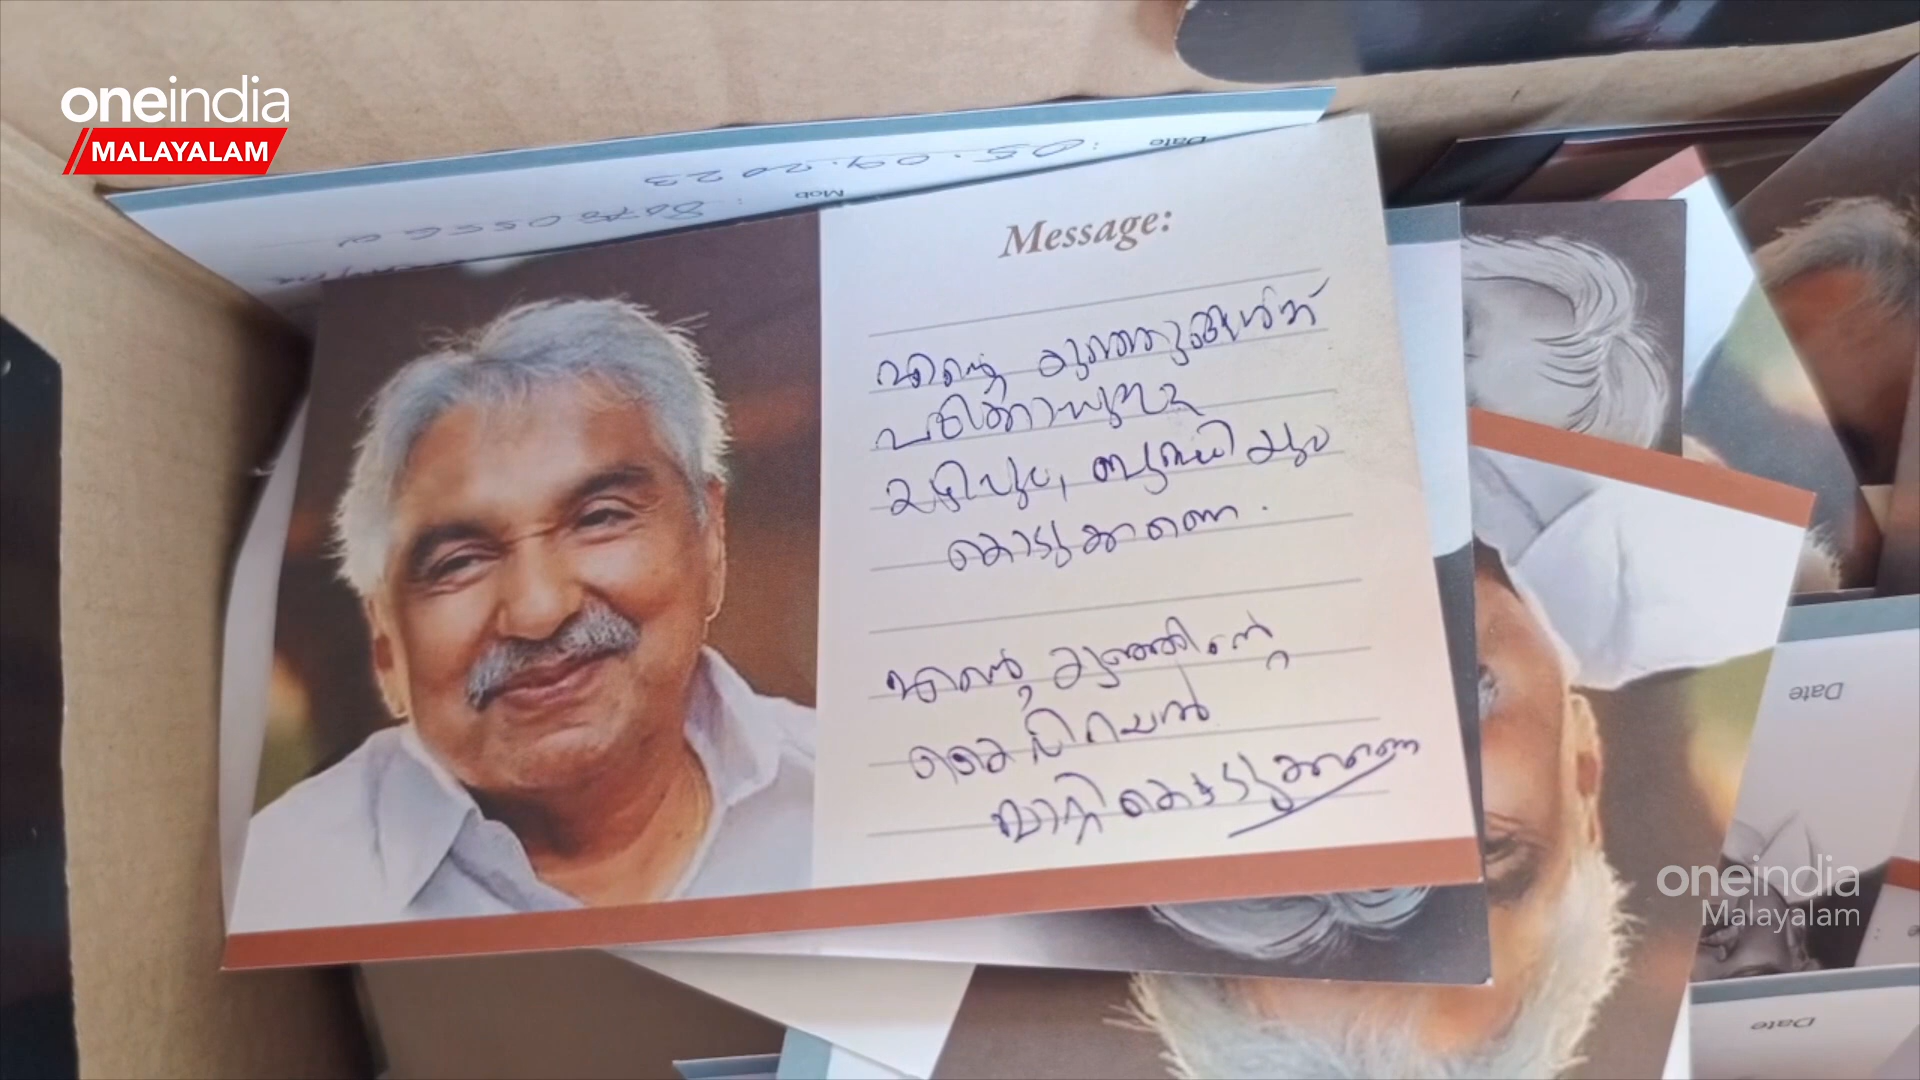 oneindia
MALAYALAM
Date : 05.09.2023
Mob :
Message:
എന്റെ കുഞ്ഞുങ്ങൾക്ക്
പഠിക്കാനുള്ള
കഴിവും, ബുദ്ധിയും
കൊടുക്കണെ.
എന്റെ കുഞ്ഞിന്റെ
കൈ വിറയൽ
മാറ്റി കൊടുക്കണെ
Date
Date
oneindia
Malayalam